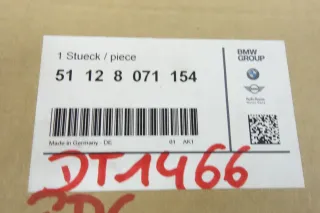 1 Stueck / piece
51 12 8 071 154
BMW
GROUP
Made in Germany - DE
01 AK1
DT1466